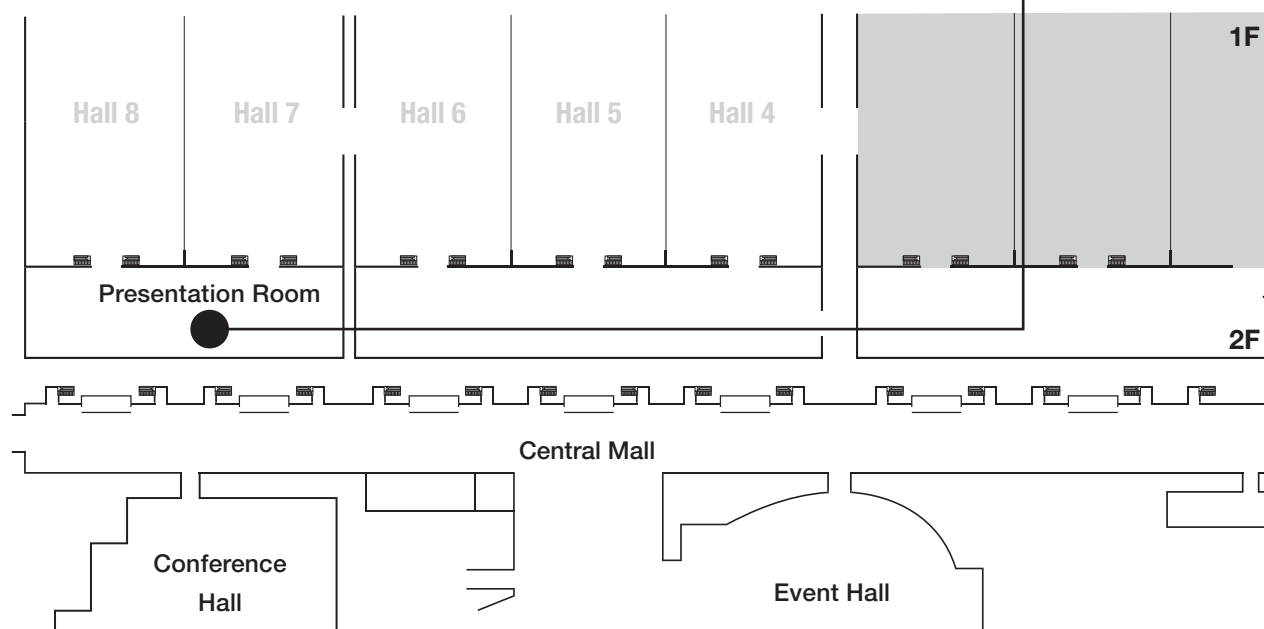 1F
Hall 8
Hall 7
Hall 6
Hall 5
Hall 4
Presentation Room
2F
Central Mall
Conference
Hall
Event Hall